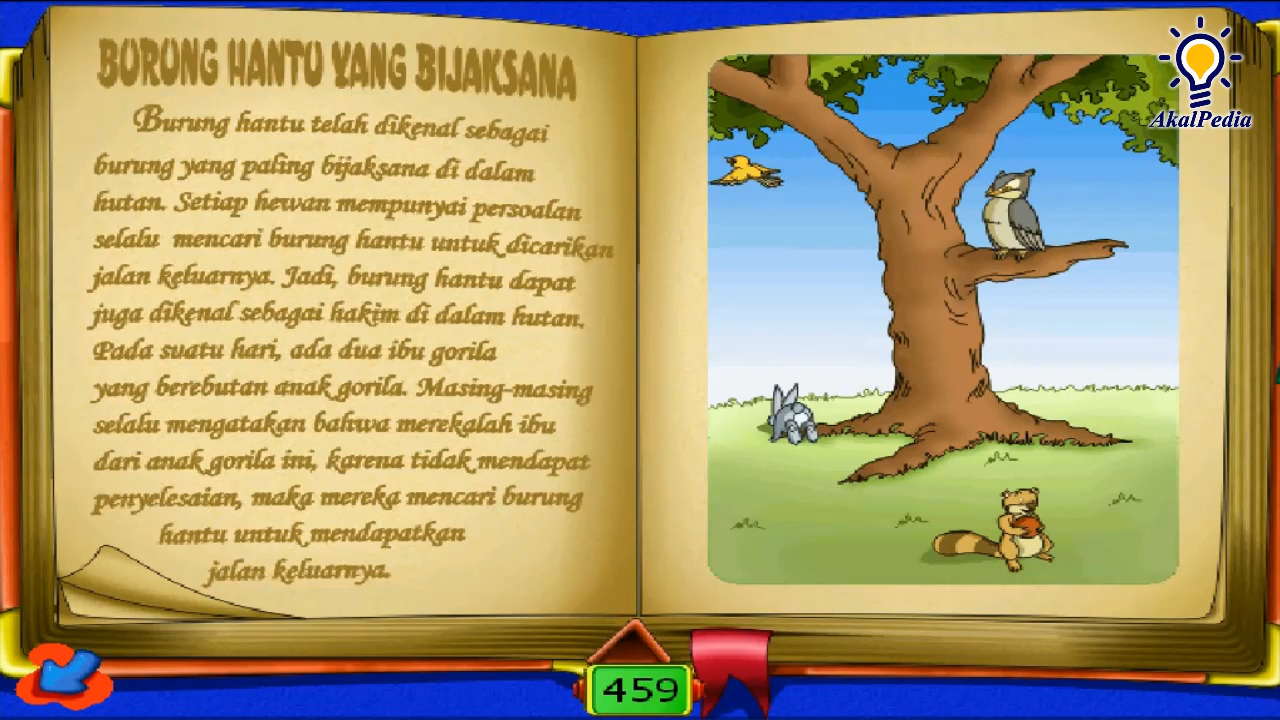 BURUNG HANTU YANG BIJAKSANA
Burung hantu telah dikenal sebagai
burung yang paling bijaksana di dalam
hutan. Setiap hewan mempunyai persoalan
selalu mencari burung hantu untuk dicarikan
jalan keluarnya. Jadi, burung hantu dapat
juga dikenal sebagai hakim di dalam hutan.
Pada suatu hari, ada dua ibu gorila
yang berebutan anak gorila. Masing-masing
selalu mengatakan bahwa merekalah ibu
dari anak gorila ini, karena tidak mendapat
penyelesaian, maka mereka mencari burung
hantu untuk mendapatkan
jalan keluarnya.
AkalPedia
459